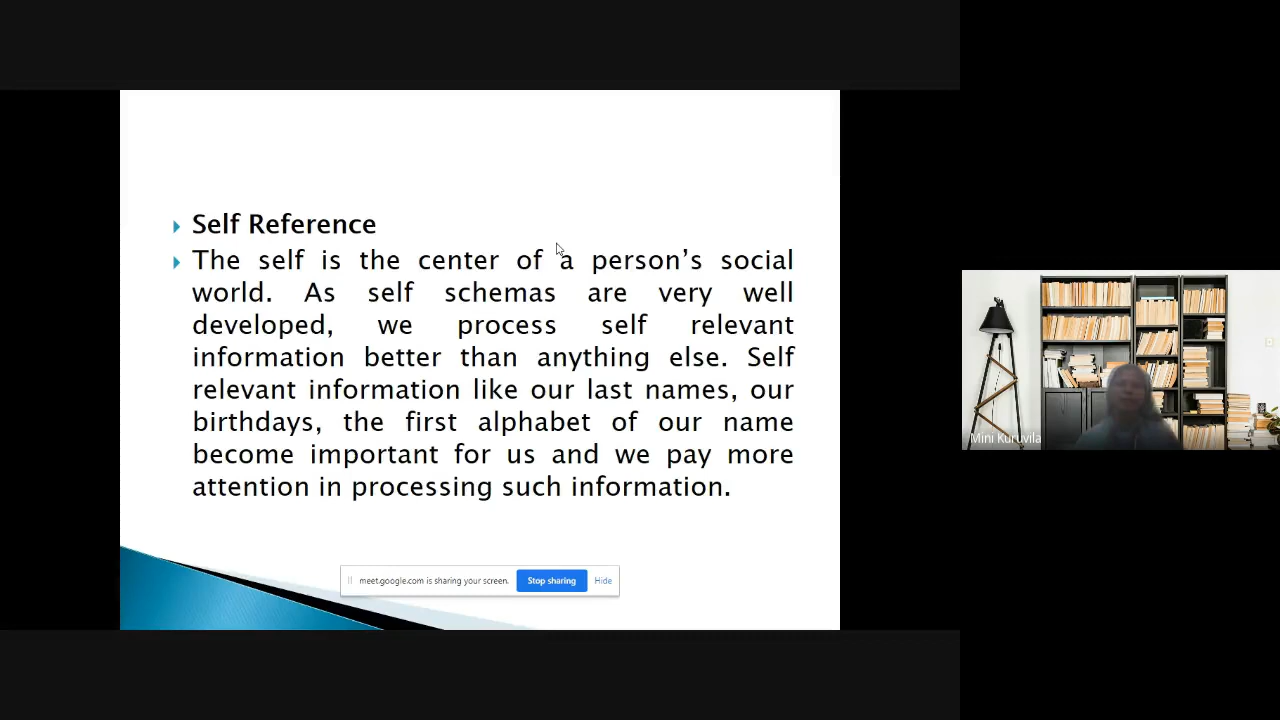 Self Reference
The self is the center of a person's social
world. As self schemas are very well
developed, we process self relevant
information better than anything else. Self
relevant information like our last names, our
birthdays, the first alphabet of our name
become important for us and we pay more
attention in processing such information.
meet.google.com is sharing your screen. Stop sharing Hide
Mini Kuruvila